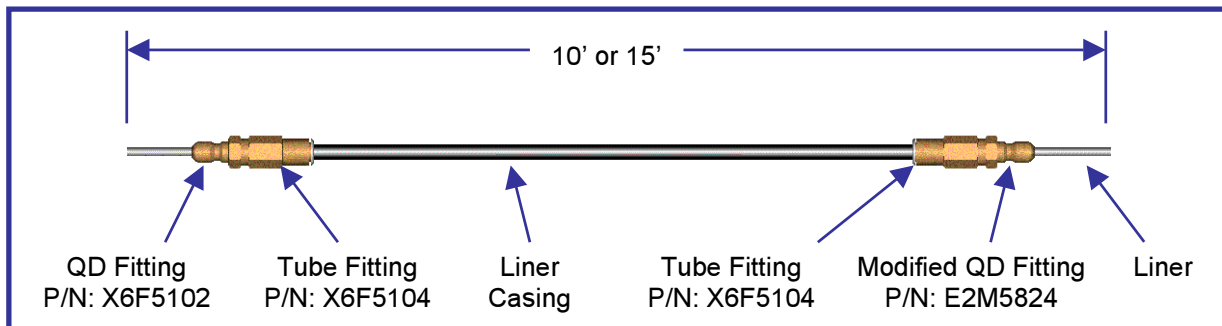 10’ or 15’
QD Fitting
P/N: X6F5102
Tube Fitting
P/N: X6F5104
Liner
Casing
Tube Fitting
P/N: X6F5104
Modified QD Fitting
P/N: E2M5824
Liner